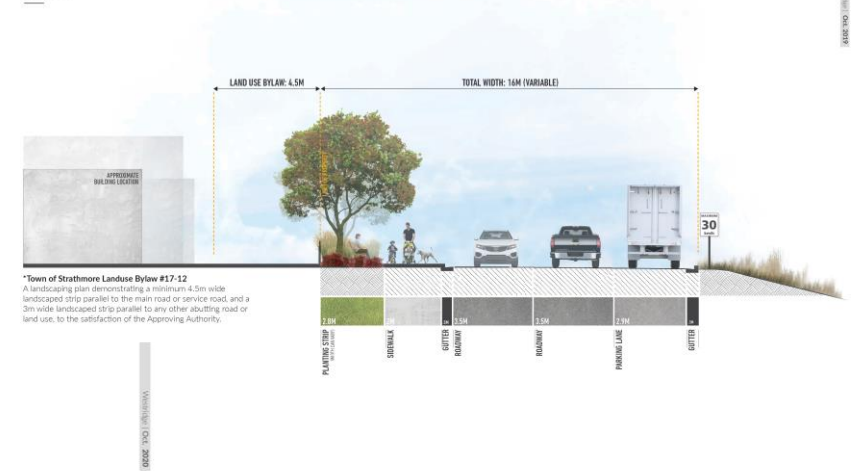 Oct. 2019
LAND USE BYLAW: 4.5M
TOTAL WIDTH: 16M (VARIABLE)
APPROXIMATE
BUILDING LOCATION
MAXIMUM
30
*Town of Strathmore Landuse Bylaw #17-12
A landscaping plan demonstrating a minimum 4.5m wide
landscaped strip parallel to the main road or service road, and a
3m wide landscaped strip parallel to any other abutting road or
land use, to the satisfaction of the Approving Authority.
2.8M
3.5M
3.5M
2.9M
PLANTING STRIP
SIDEWALK
GUTTER
ROADWAY
ROADWAY
PARKING LANE
GUTTER
Westridge | Oct. 2020